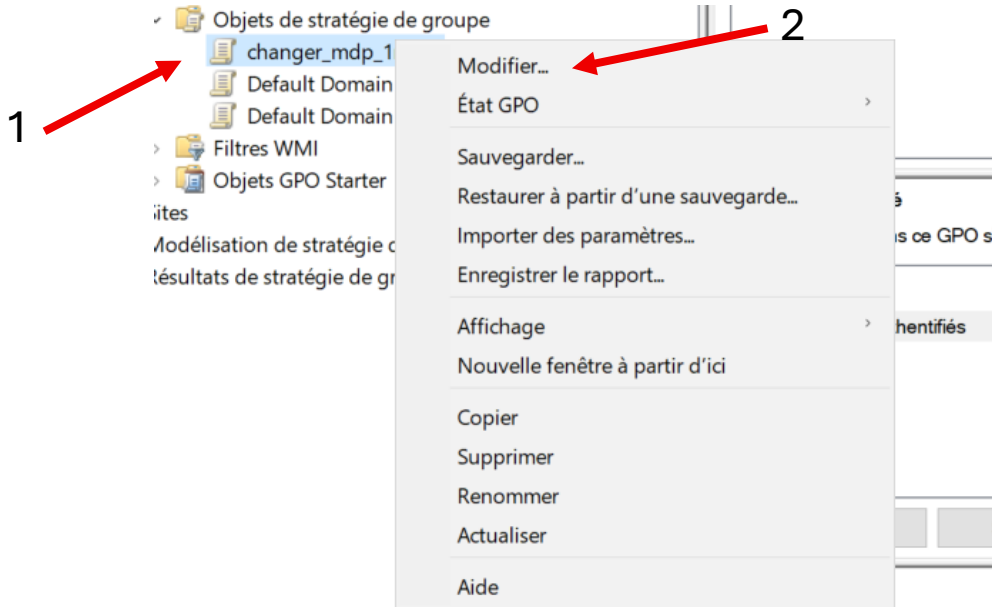 Objets de stratégie de groupe
2
changer_mdp_1
Modifier...
Default Domain
État GPO
1
Default Domain
Filtres WMI
Sauvegarder...
Objets GPO Starter
Restaurer à partir d'une sauvegarde...
ites
Modélisation de stratégie
Importer des paramètres...
s ce GPO s
Résultats de stratégie de gr
Enregistrer le rapport...
Affichage
hentifiés
Nouvelle fenêtre à partir d'ici
Copier
Supprimer
Renommer
Actualiser
Aide